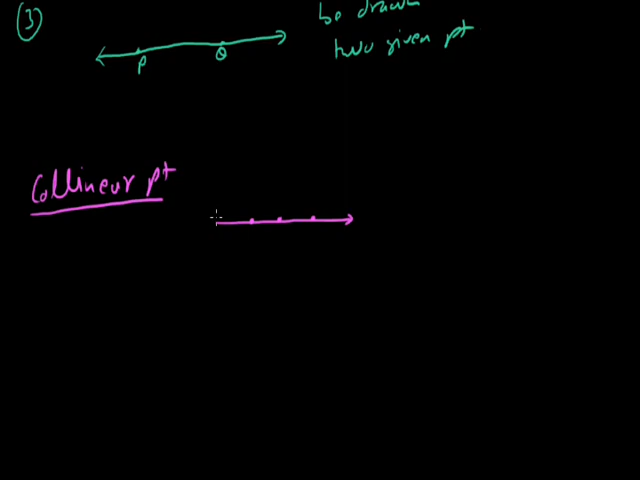 (3)
be drawn
two given pt
P
Q
Collinear pt